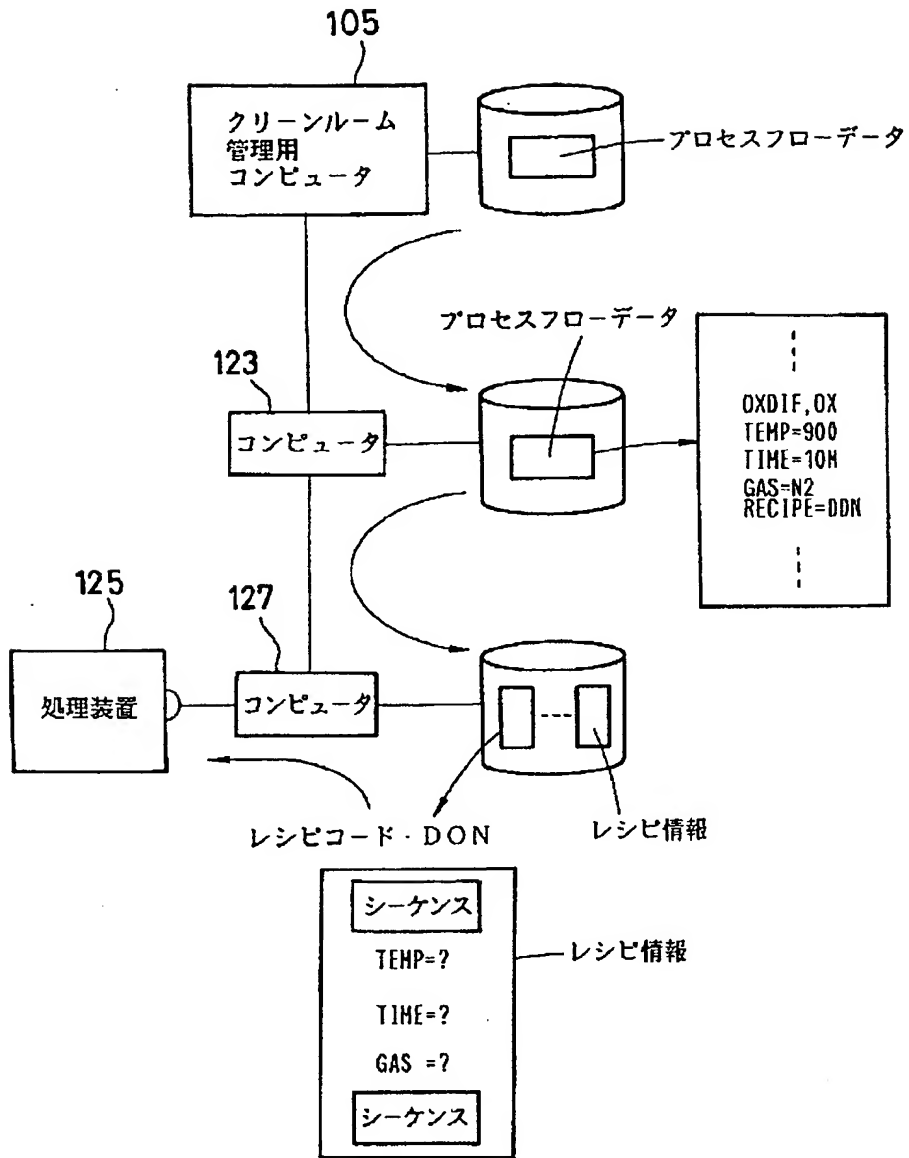 105
クリーンルーム
管理用
コンピュータ
プロセスフローデータ
プロセスフローデータ
123
コンピュータ
OXDIF,OX
TEMP=900
TIME=10M
GAS=N2
RECIPE=DDN
125
処理装置
127
コンピュータ
レシピ情報
レシピコード・DON
シーケンス
TEMP=?
TIME=?
GAS =?
シーケンス
レシピ情報